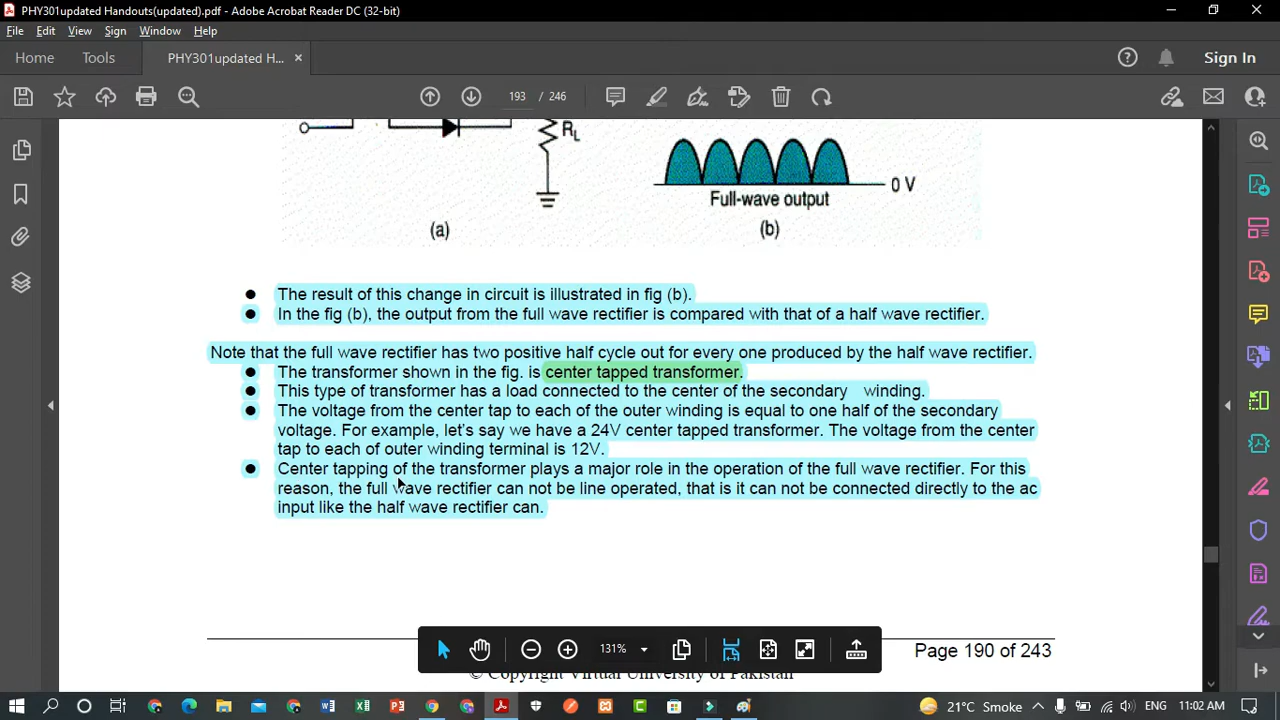 PHY301updated Handouts(updated).pdf - Adobe Acrobat Reader DC (32-bit)
File Edit View Sign Window Help
Home Tools PHY301updated H... × Sign In
193 / 246
RL
0 V
Full-wave output
(a) (b)
● The result of this change in circuit is illustrated in fig (b).
● In the fig (b), the output from the full wave rectifier is compared with that of a half wave rectifier.
Note that the full wave rectifier has two positive half cycle out for every one produced by the half wave rectifier.
● The transformer shown in the fig. is center tapped transformer.
● This type of transformer has a load connected to the center of the secondary winding.
● The voltage from the center tap to each of the outer winding is equal to one half of the secondary
voltage. For example, let's say we have a 24V center tapped transformer. The voltage from the center
tap to each of outer winding terminal is 12V.
● Center tapping of the transformer plays a major role in the operation of the full wave rectifier. For this
reason, the full wave rectifier can not be line operated, that is it can not be connected directly to the ac
input like the half wave rectifier can.
131%
Page 190 of 243
© Copyright Virtual University of Pakistan
21°C Smoke ENG 11:02 AM